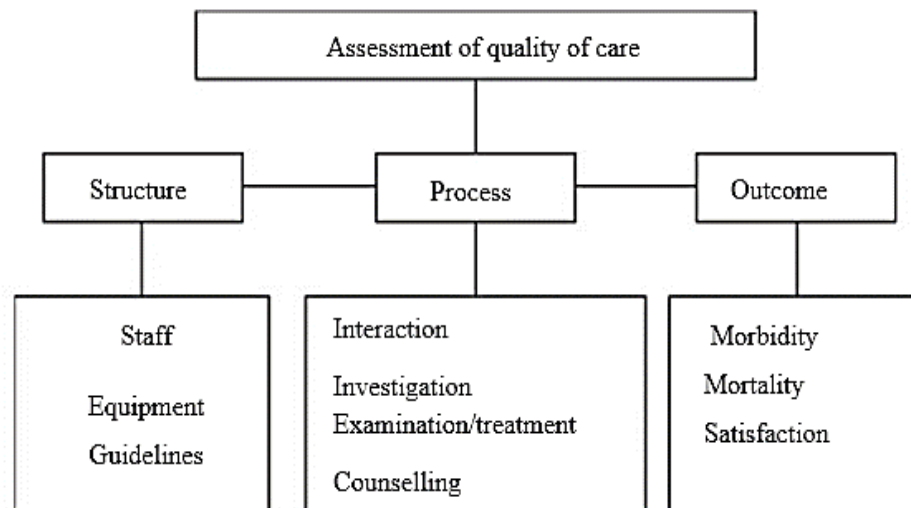 Assessment of quality of care
Structure
Process
Outcome
Staff
Equipment
Guidelines
Interaction
Investigation
Examination/treatment
Counselling
Morbidity
Mortality
Satisfaction